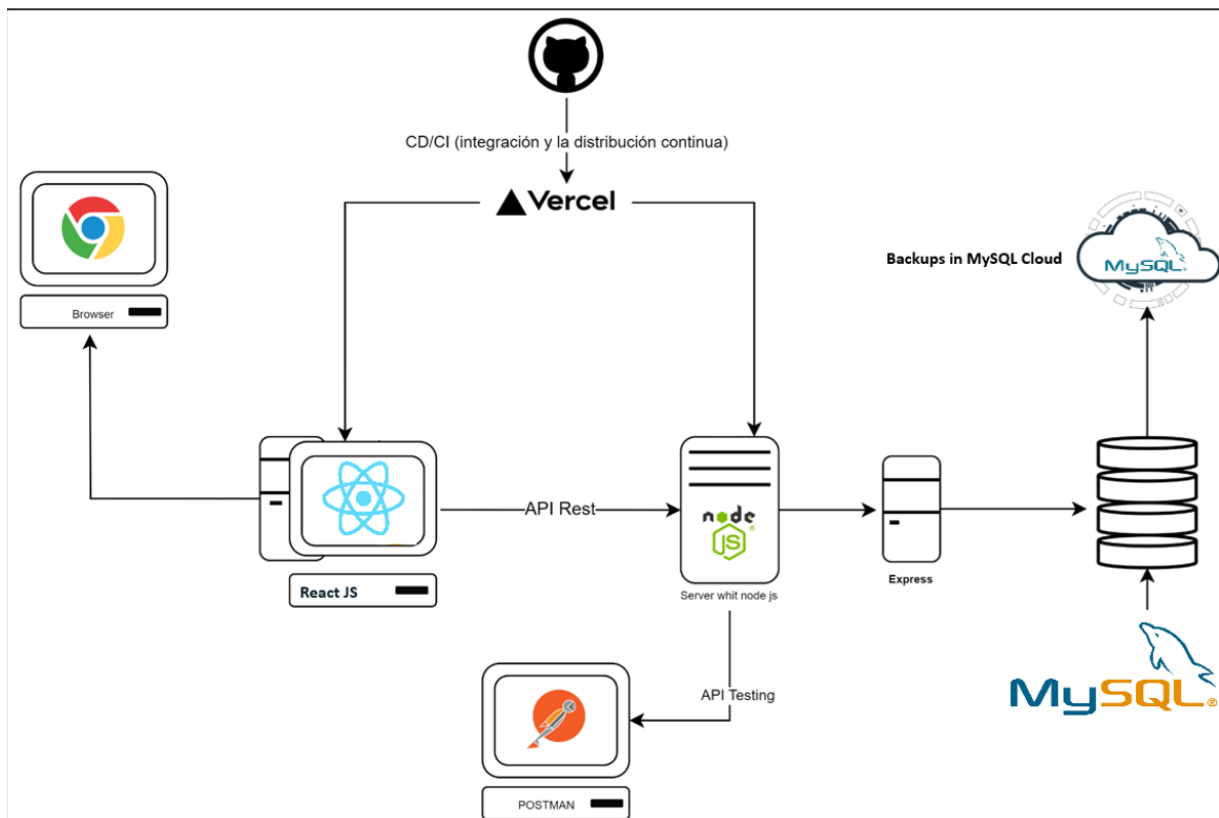 CD/CI (integración y la distribución continua)
Vercel
Browser
Backups in MySQL Cloud
MySQL®
API Rest
React JS
node
JS®
Server whit node js
Express
API Testing
POSTMAN
MySQL®